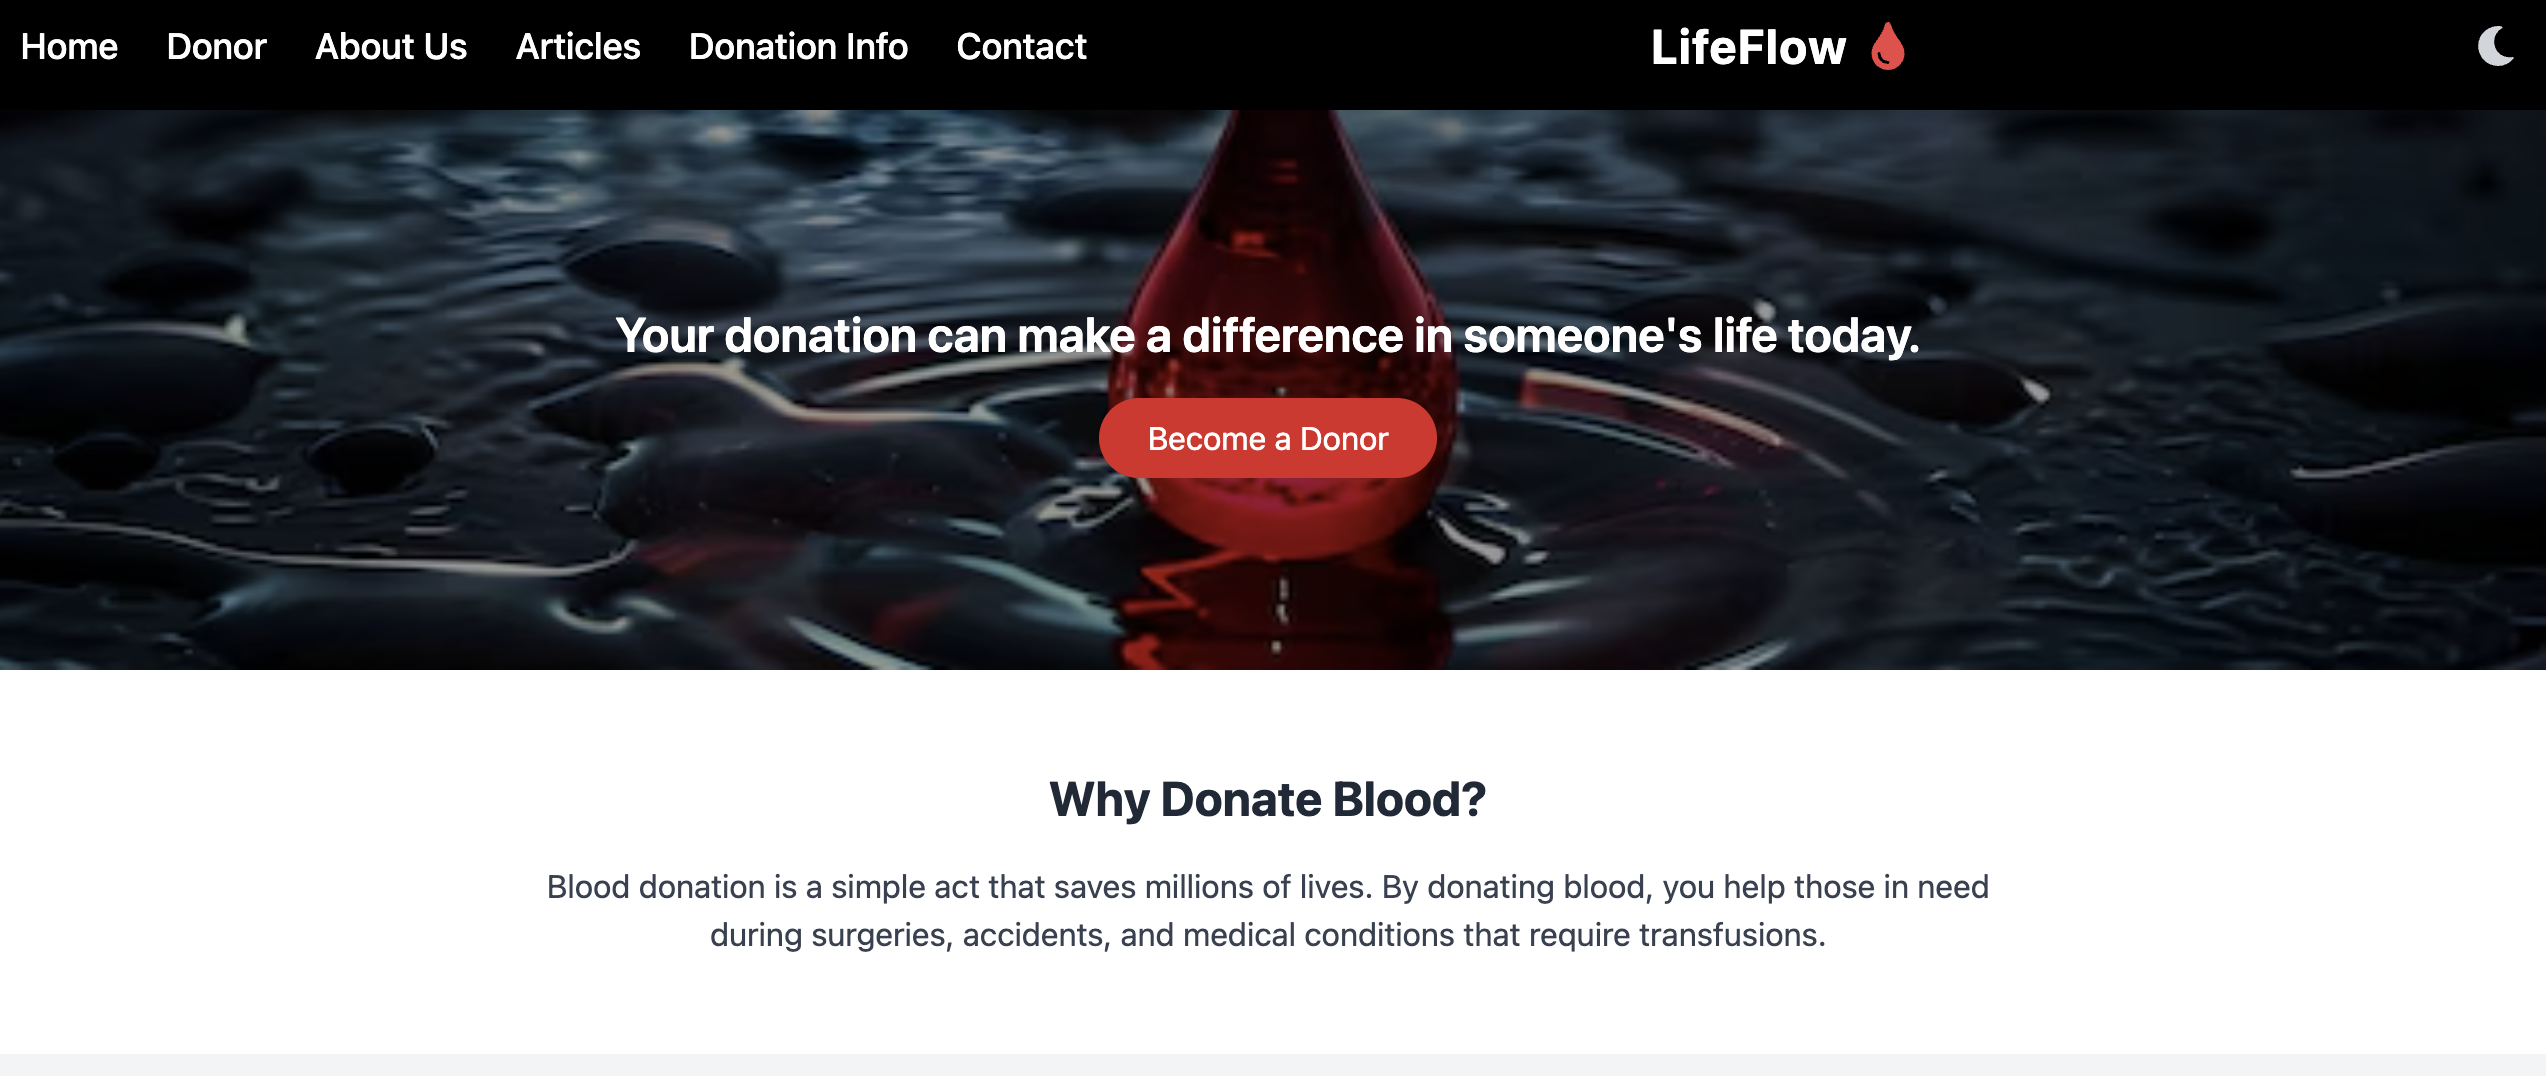 Home Donor About Us Articles Donation Info Contact LifeFlow
Your donation can make a difference in someone's life today.
Become a Donor
Why Donate Blood?
Blood donation is a simple act that saves millions of lives. By donating blood, you help those in need
during surgeries, accidents, and medical conditions that require transfusions.